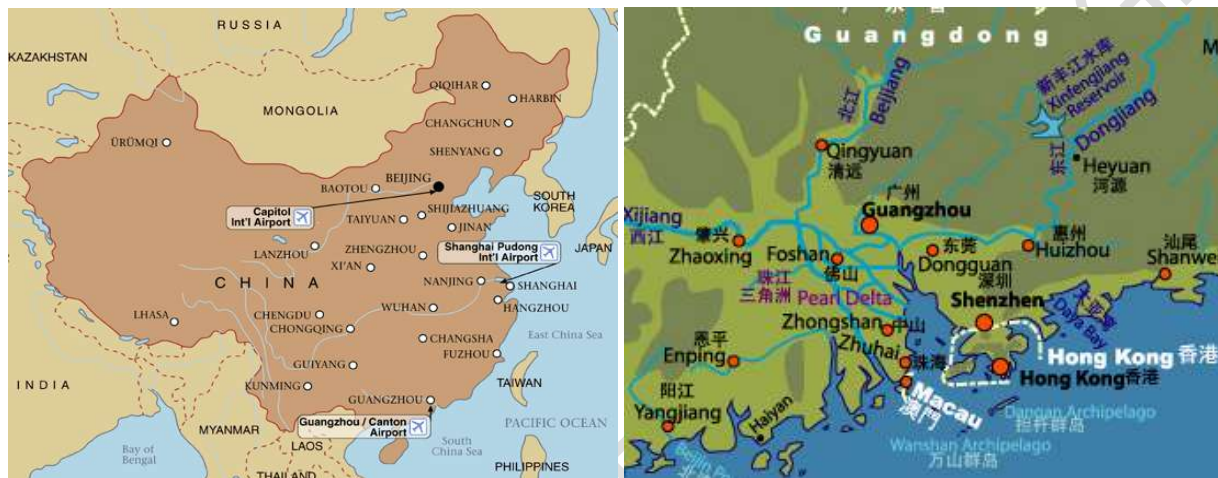 RUSSIA
KAZAKHSTAN
MONGOLIA
QIQIHAR
HARBIN
CHANGCHUN
ÜRÜMQI
SHENYANG
BAOTOU
BEIJING
SOUTH
KOREA
Capitol
Int'l Airport
TAIYUAN
SHIJIAZHUANG
JINAN
LANZHOU
ZHENGZHOU
Shanghai Pudong
Int'l Airport
JAPAN
XI'AN
CHINA
NANJING
SHANGHAI
HANGZHOU
LHASA
CHENGDU
WUHAN
CHONGQING
East China Sea
CHANGSHA
FUZHOU
GUIYANG
TAIWAN
INDIA
KUNMING
GUANGZHOU
Guangzhou / Canton
Airport
PACIFIC OCEAN
MYANMAR
LAOS
Bay of
Bengal
South
China Sea
THAILAND
PHILIPPINES
Guangdong
北江
Beijiang
新丰江水库
Xinfengjiang
Reservoir
Dongjiang
东江
Qingyuan
清远
Heyuan
河源
广州
Guangzhou
Xijiang
西江
肇兴
Zhaoxing
Foshan
佛山
东莞
Dongguan
惠州
Huizhou
汕尾
Shanwe
珠江
三角洲
Pearl Delta
深圳
Shenzhen
大亚湾
Daya Bay
Zhongshan
中山
恩平
Enping
Zhuhai
珠海
Hong Kong 香港
Hong Kong 香港
阳江
Yangjiang
Haiyan
Macau
澳門
Dangan Archipelago
担杆群岛
Wanshan Archipelago
万山群岛